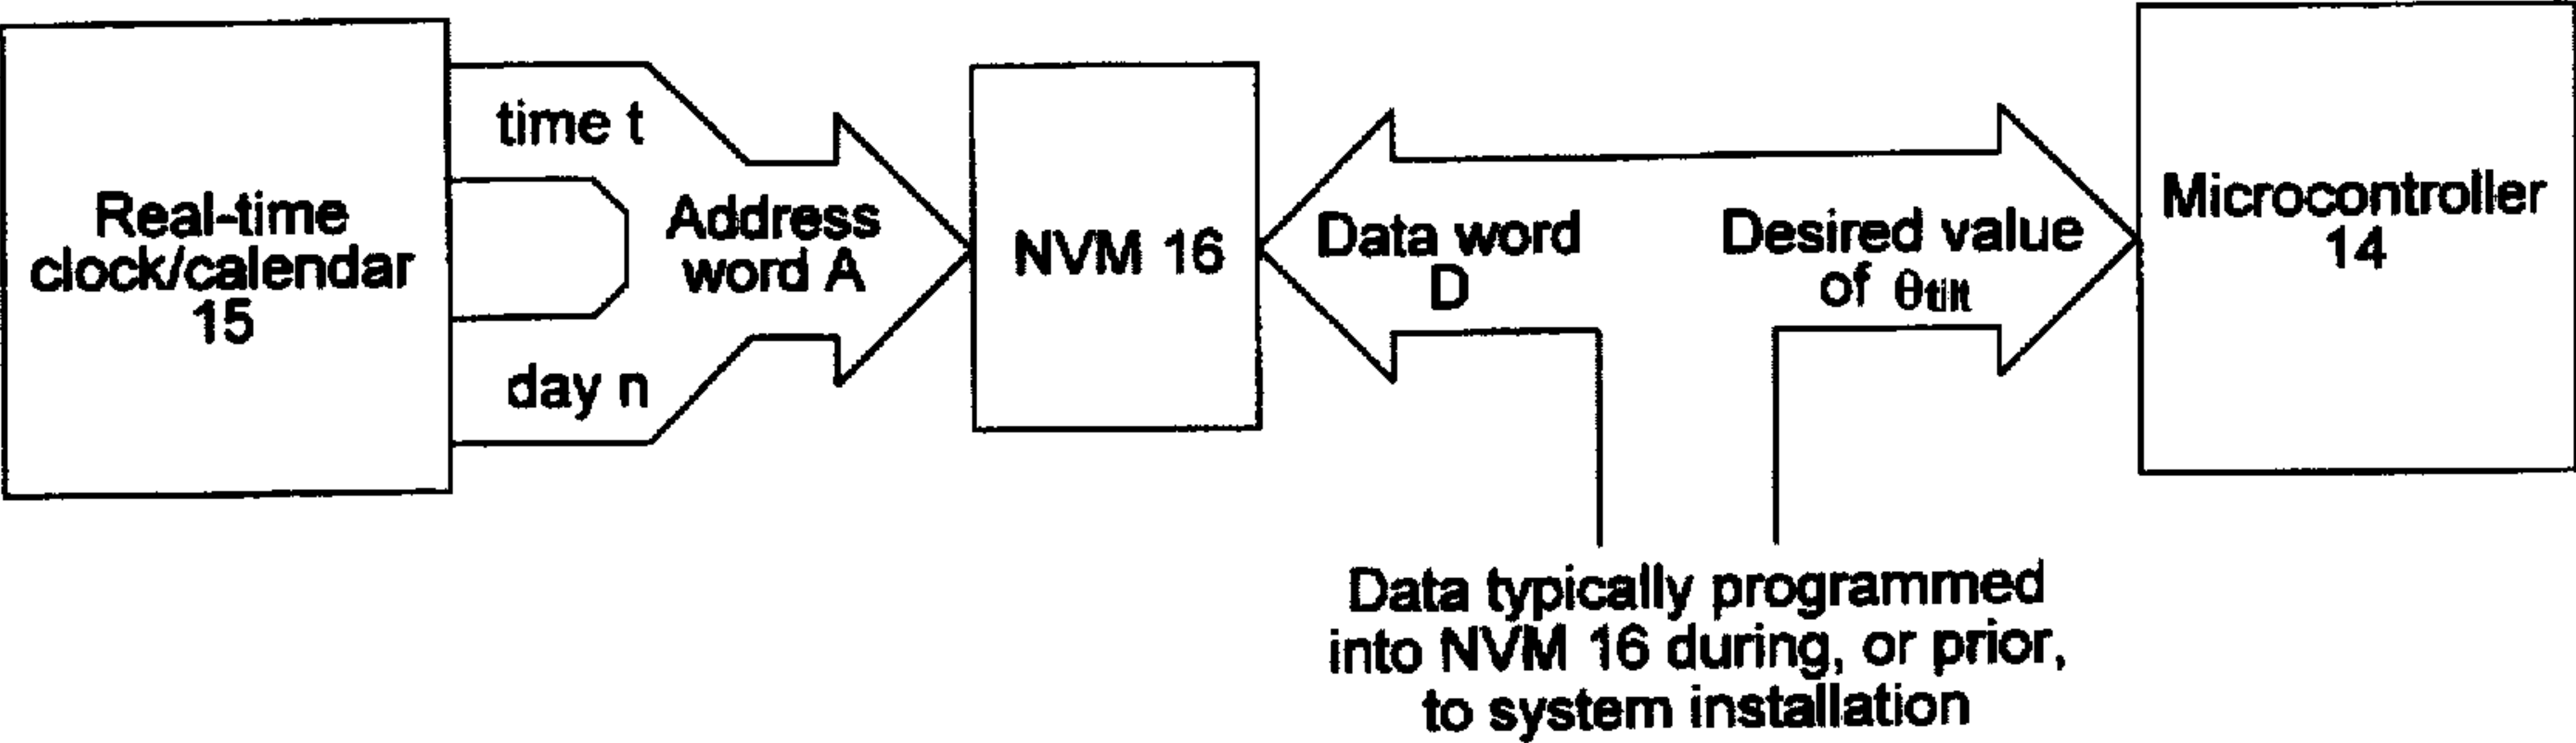 Real-time
clock/calendar
15
time t
day n
Address
word A
NVM 16
Data word
D
Desired value
of θtilt
Microcontroller
14
Data typically programmed
into NVM 16 during, or prior,
to system installation